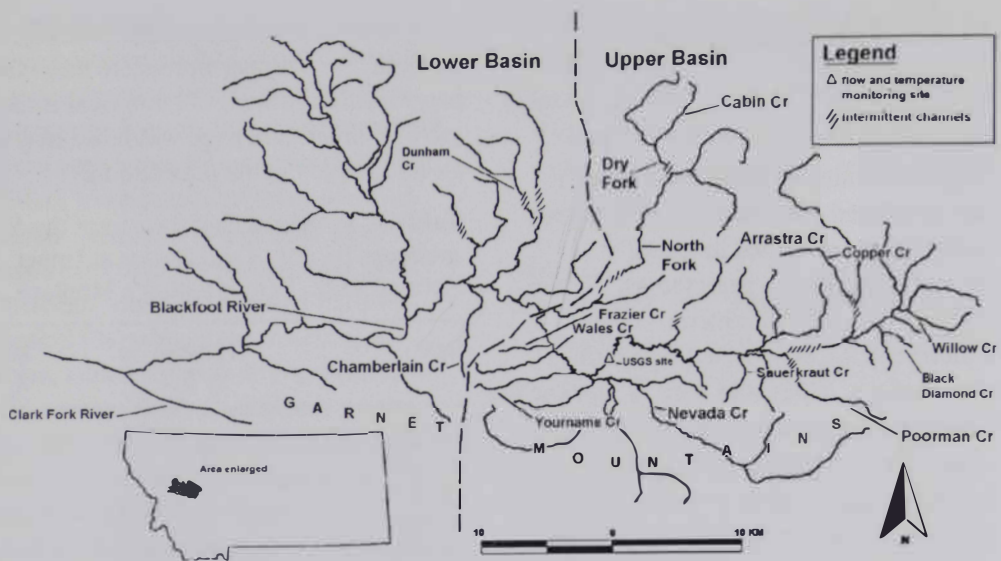 Lower Basin
Upper Basin
Legend
flow and temperature
monitoring site
intermittent channels
Cabin Cr
Dunham
Cr
Dry
Fork
North
Fork
Arrastra Cr
Copper Cr
Blackfoot River
Frazier Cr
Wales Cr
USGS site
Chamberlain Cr
Willow Cr
Sauerkraut Cr
Black
Diamond Cr
Clark Fork River
GARNET
Yourname Cr
Nevada Cr
Poorman Cr
MOUNTAINS
Area enlarged
10 0 10 KM
N